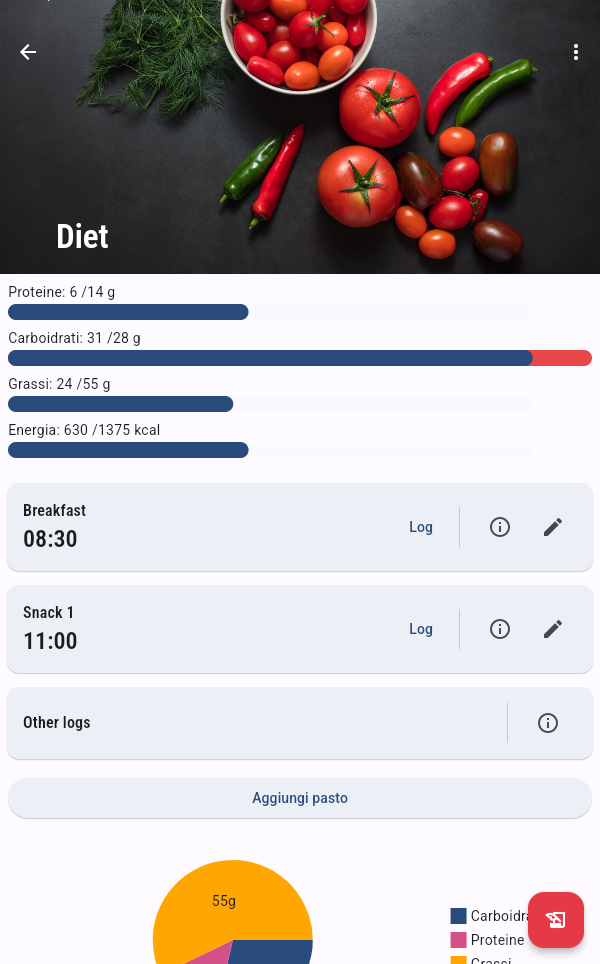 Diet
Proteine: 6 /14 g
Carboidrati: 31 /28 g
Grassi: 24 /55 g
Energia: 630 /1375 kcal
Breakfast
08:30
Log
Snack 1
11:00
Log
Other logs
Aggiungi pasto
55g
Carboidra
Proteine
Grassi